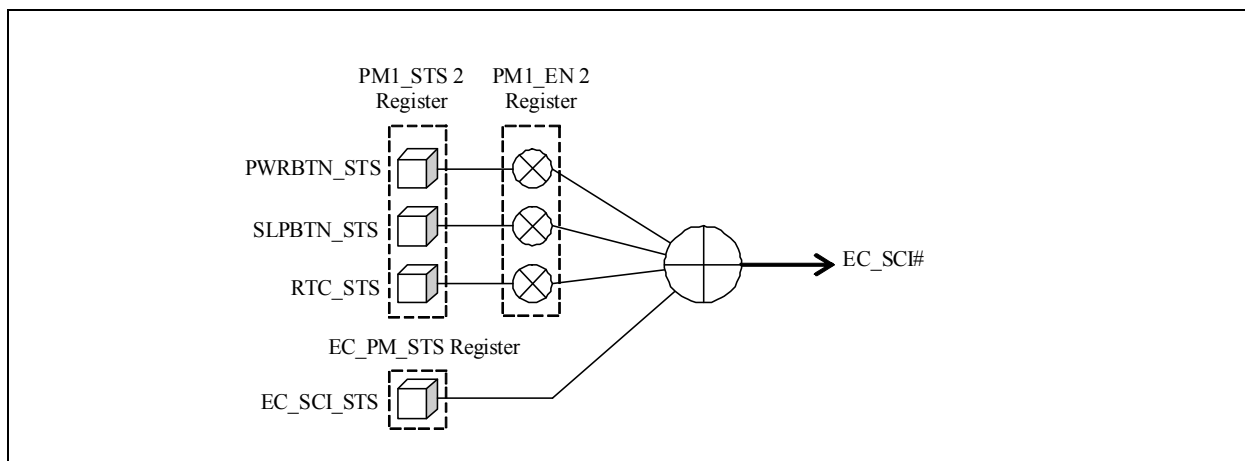 PM1_STS 2
Register
PM1_EN 2
Register
PWRBTN_STS
SLPBTN_STS
RTC_STS
EC_SCI#
EC_PM_STS Register
EC_SCI_STS